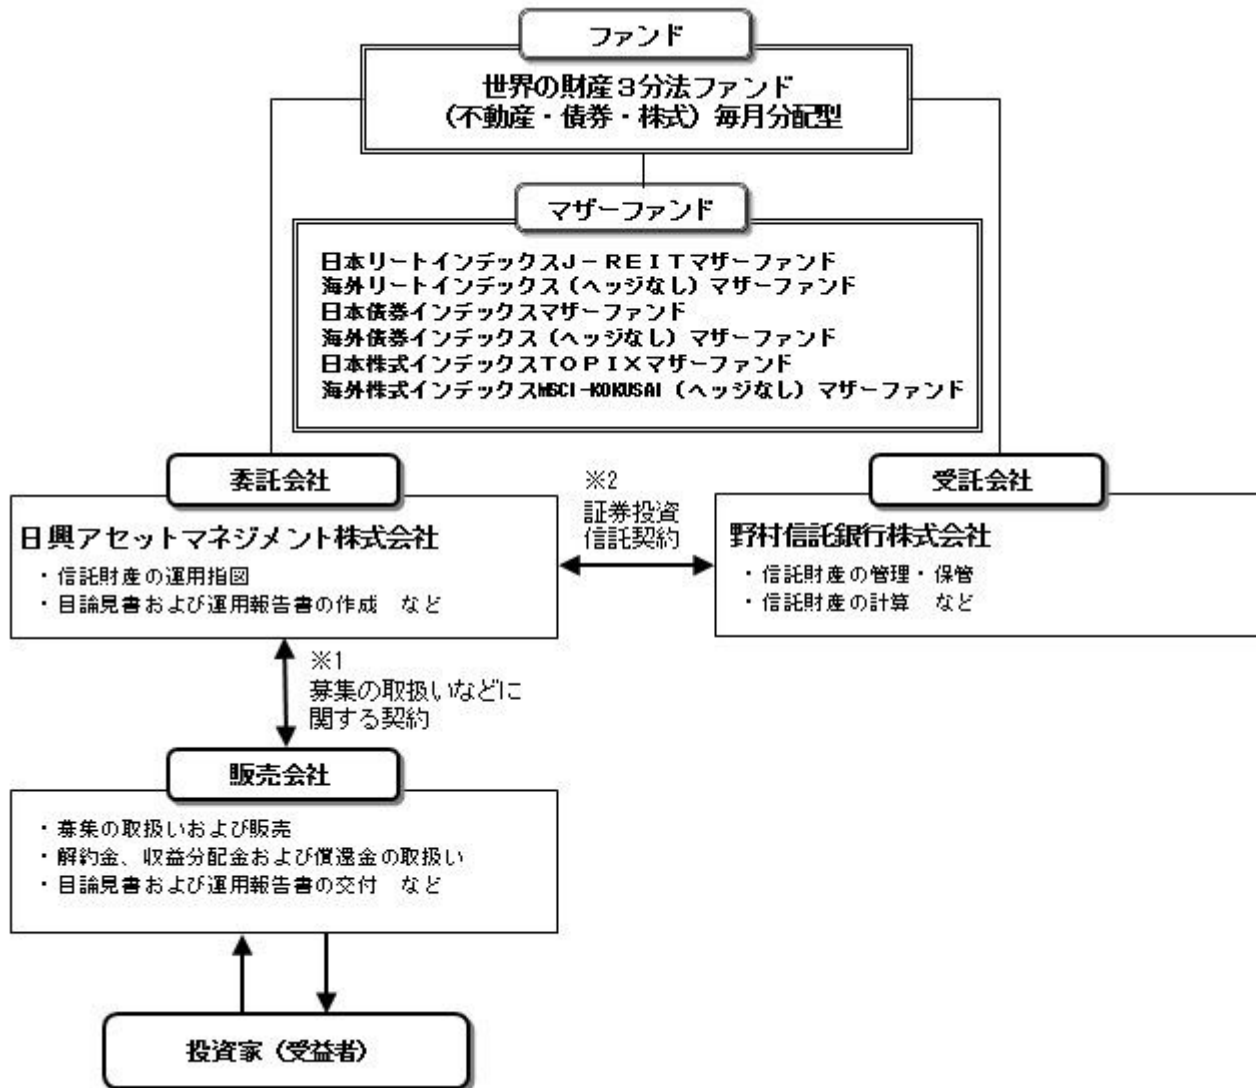 ファンド
世界の財産３分法ファンド
（不動産・債券・株式）毎月分配型
マザーファンド
日本リートインデックスＪ－ＲＥＩＴマザーファンド
海外リートインデックス（ヘッジなし）マザーファンド
日本債券インデックスマザーファンド
海外債券インデックス（ヘッジなし）マザーファンド
日本株式インデックスＴＯＰＩＸマザーファンド
海外株式インデックスMSCI-KOKUSAI（ヘッジなし）マザーファンド
委託会社
日興アセットマネジメント株式会社
・信託財産の運用指図
・目論見書および運用報告書の作成　など
※2
証券投資
信託契約
受託会社
野村信託銀行株式会社
・信託財産の管理・保管
・信託財産の計算　など
※1
募集の取扱いなどに
関する契約
販売会社
・募集の取扱いおよび販売
・解約金、収益分配金および償還金の取扱い
・目論見書および運用報告書の交付　など
投資家（受益者）